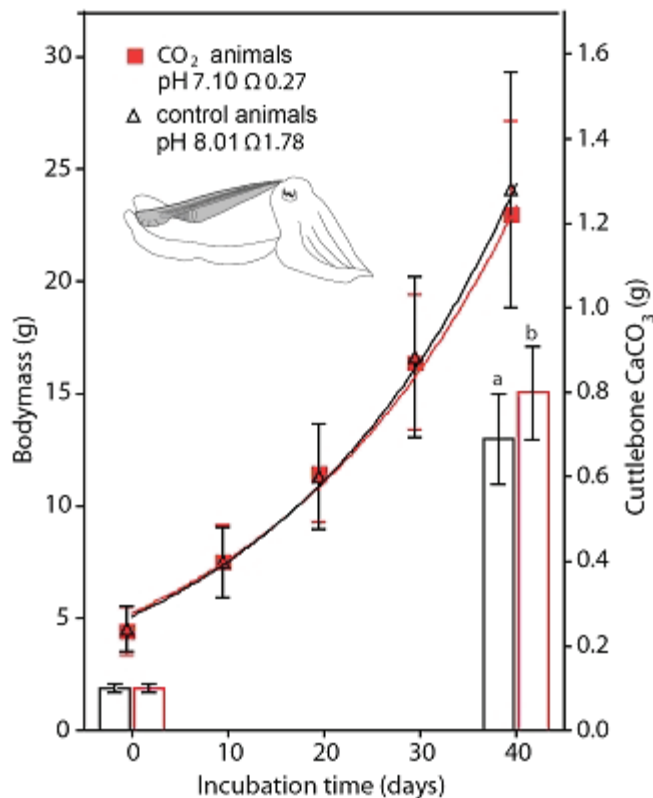 CO₂ animals
pH 7.10 Ω 0.27
control animals
pH 8.01 Ω1.78
30
25
20
15
10
5
0
Bodymass (g)
1.6
1.4
1.2
1.0
0.8
0.6
0.4
0.2
0.0
Cuttlebone CaCO₃ (g)
a
b
0 10 20 30 40
Incubation time (days)